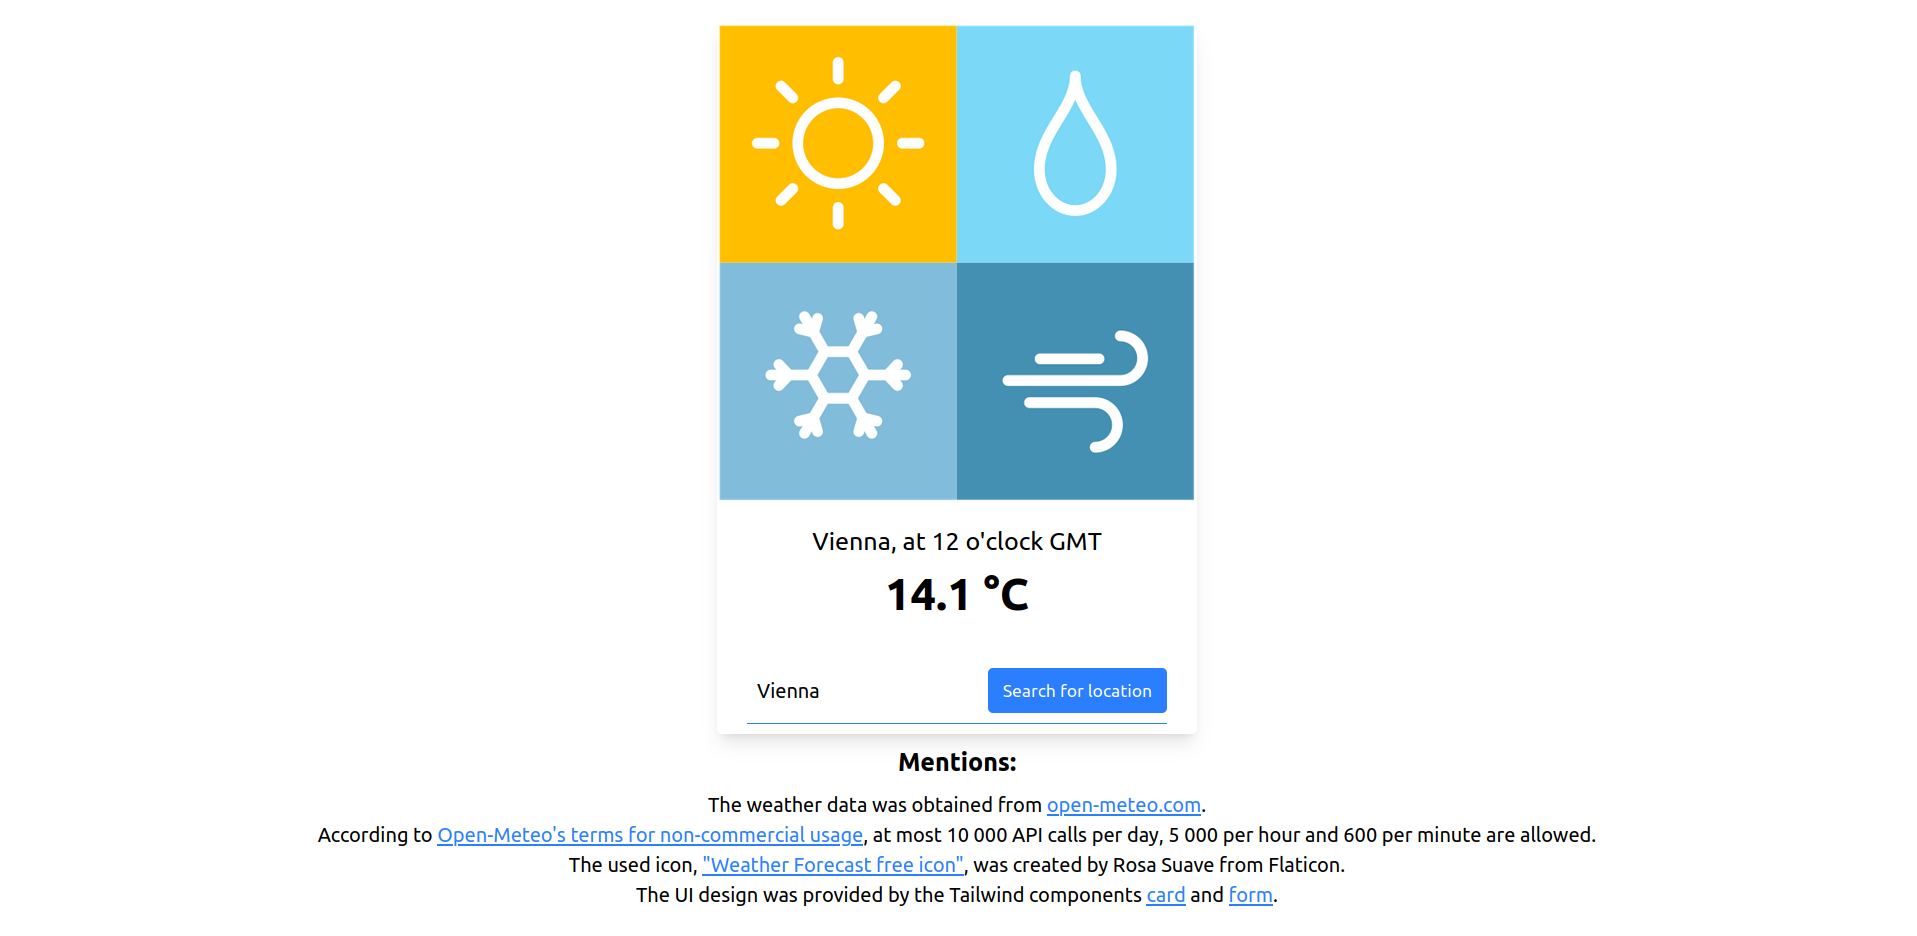 Vienna, at 12 o'clock GMT
14.1 °C
Vienna
Search for location
Mentions:
The weather data was obtained from open-meteo.com.
According to Open-Meteo's terms for non-commercial usage, at most 10 000 API calls per day, 5 000 per hour and 600 per minute are allowed.
The used icon, "Weather Forecast free icon", was created by Rosa Suave from Flaticon.
The UI design was provided by the Tailwind components card and form.